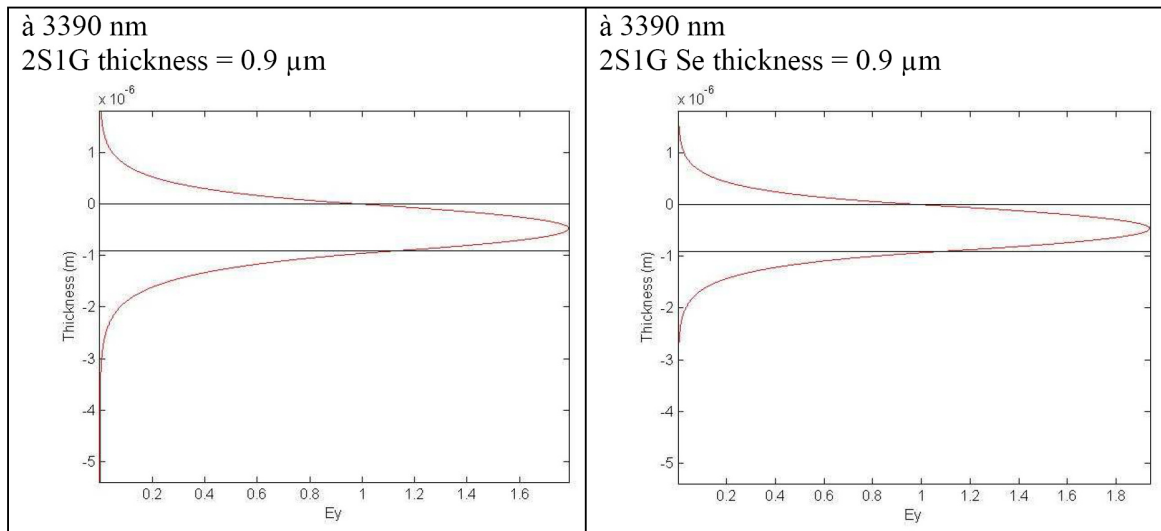 à 3390 nm
2S1G thickness = 0.9 µm
x 10-6
1
0
-1
-2
-3
-4
-5
Thickness (m)
0.2 0.4 0.6 0.8 1 1.2 1.4 1.6
Ey
à 3390 nm
2S1G Se thickness = 0.9 µm
x 10-6
1
0
-1
-2
-3
-4
-5
Thickness (m)
0.2 0.4 0.6 0.8 1 1.2 1.4 1.6 1.8
Ey